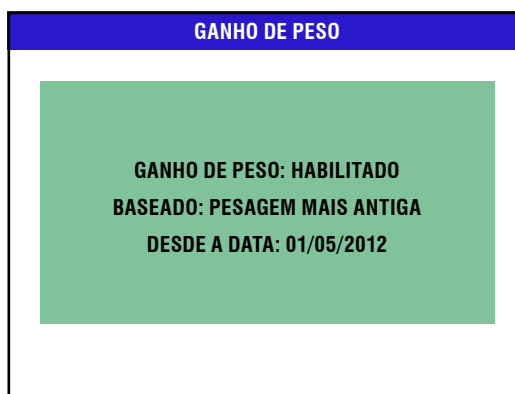 GANHO DE PESO
GANHO DE PESO: HABILITADO
BASEADO: PESAGEM MAIS ANTIGA
DESDE A DATA: 01/05/2012